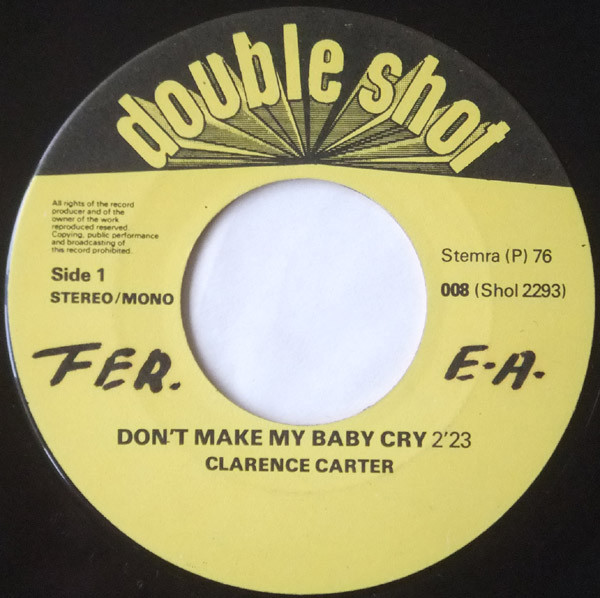 double shot
All rights of the record
producer and of the
owner of the work
reproduced reserved.
Copying, public performance
and broadcasting of
this record prohibited.
Side 1
STEREO/MONO
Stemra (P) 76
008 (Shol 2293)
FER.
E-A-
DON'T MAKE MY BABY CRY 2'23
CLARENCE CARTER